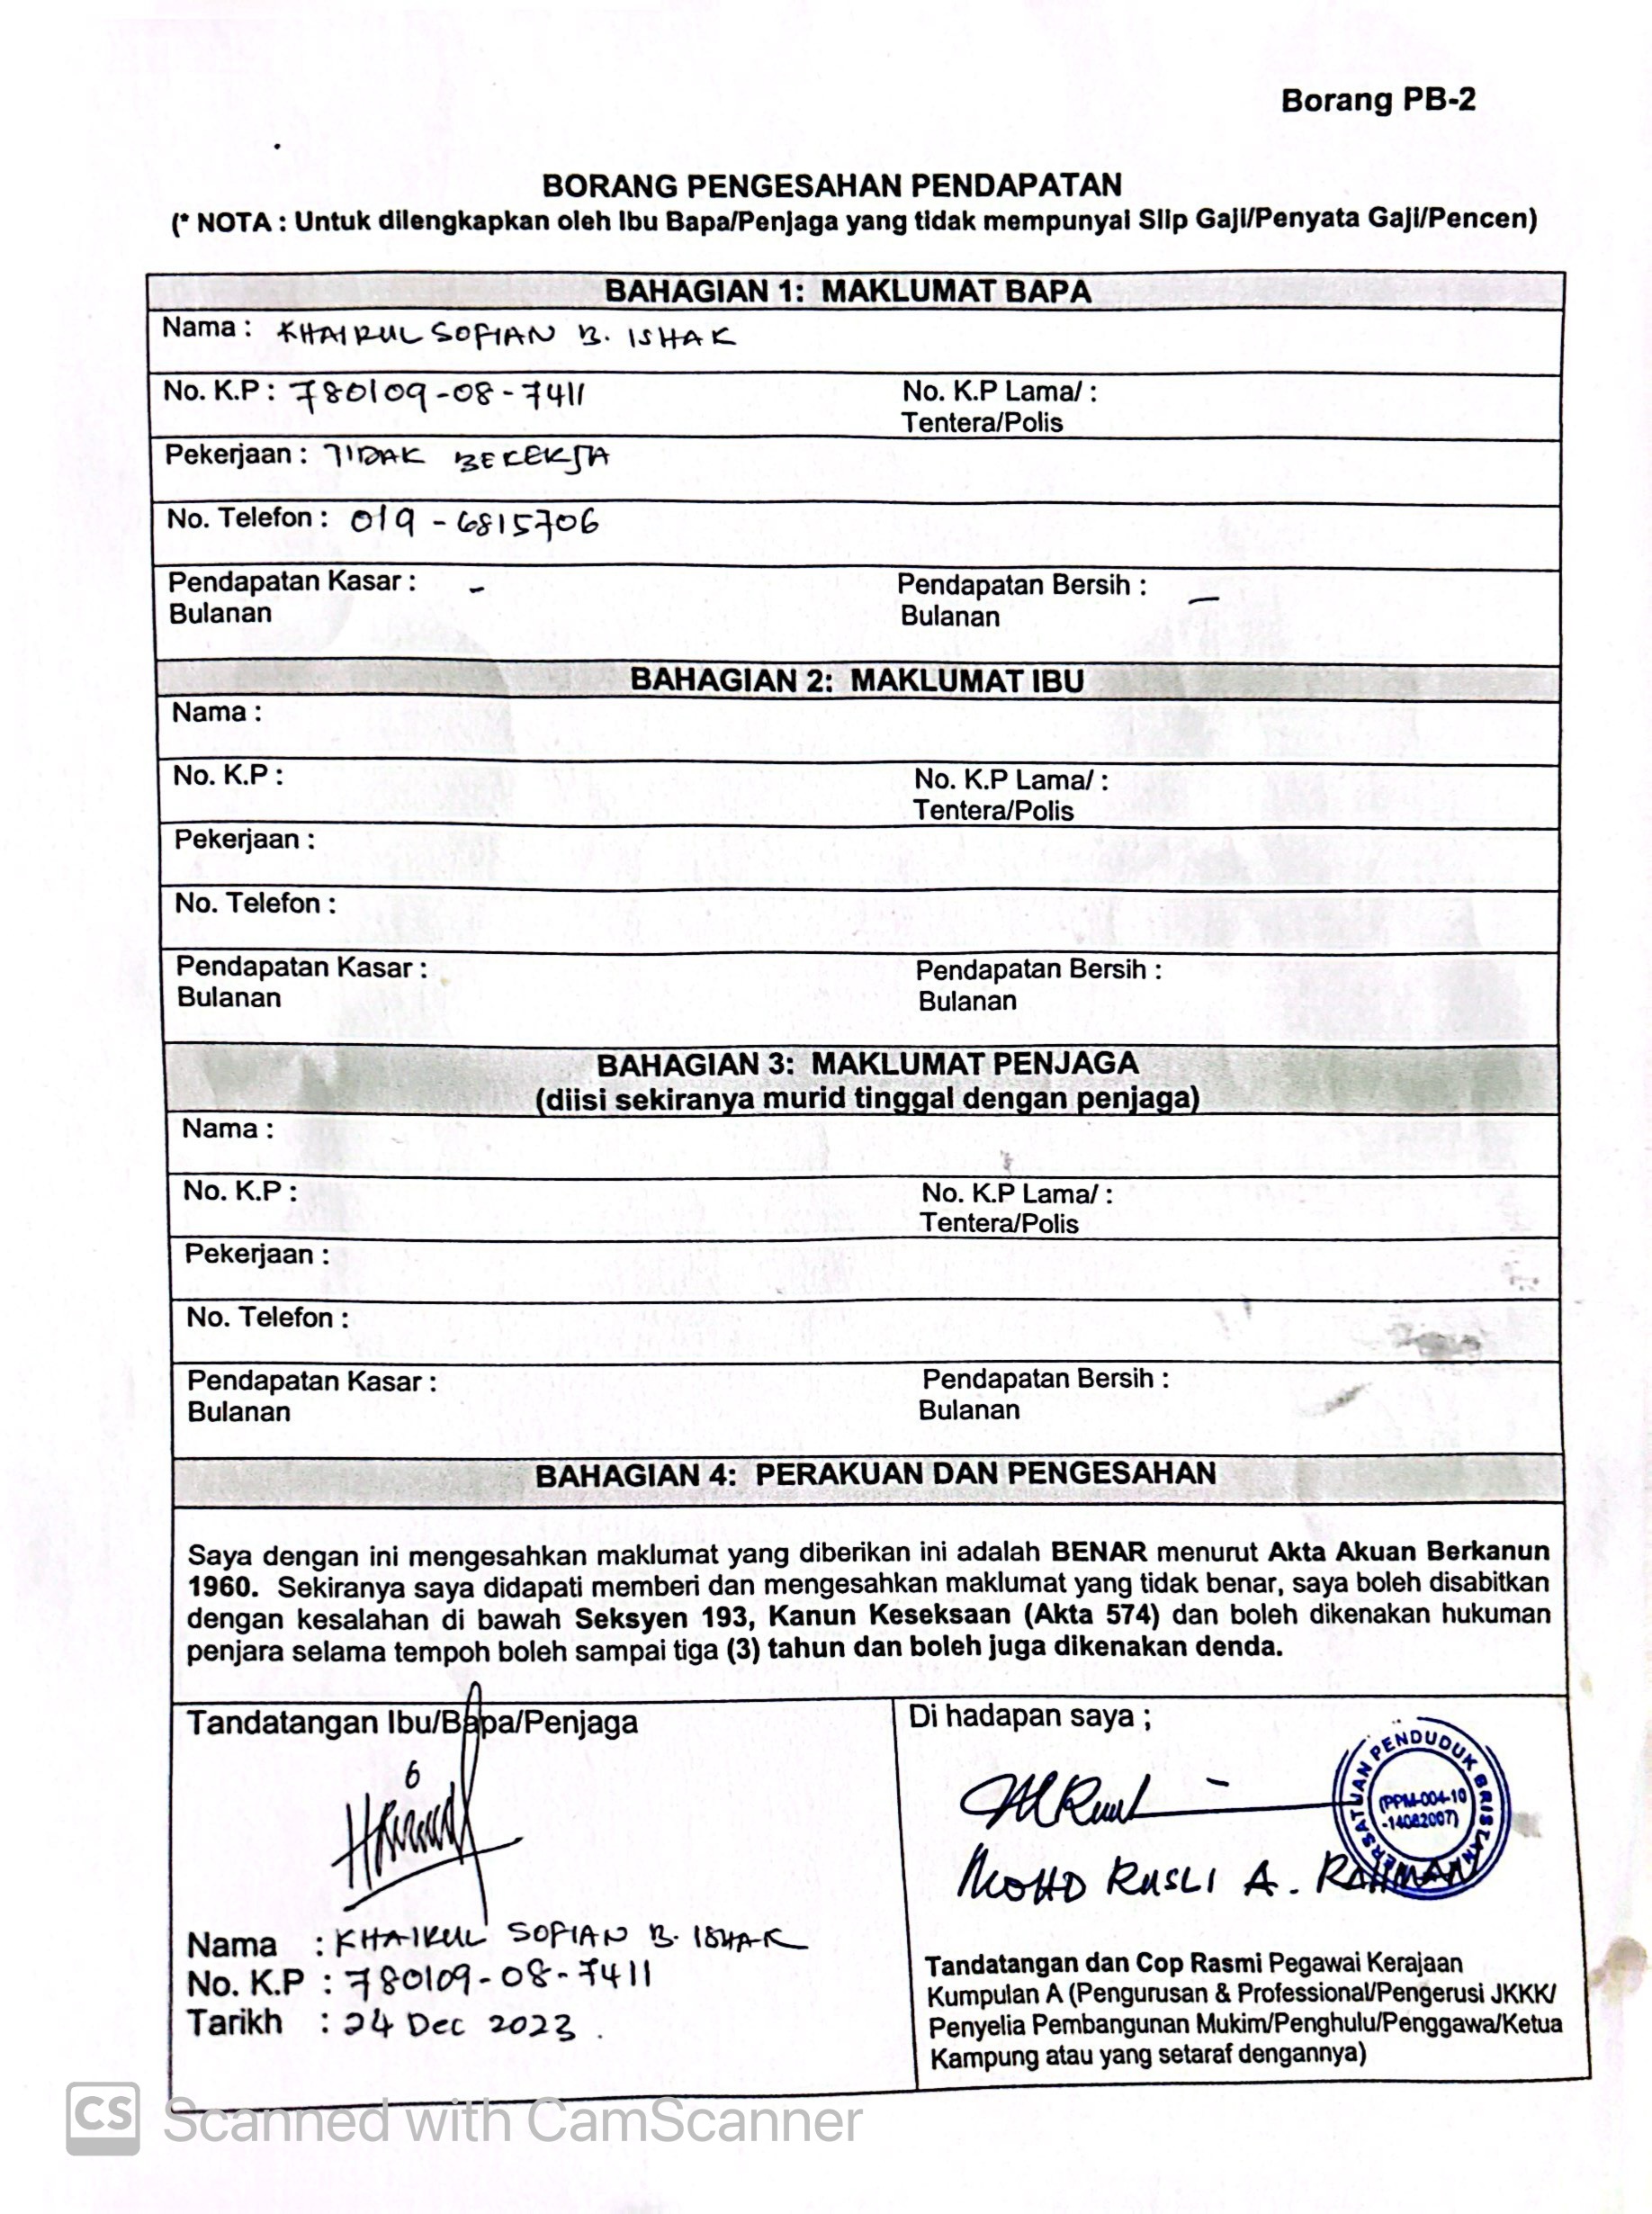 Borang PB-2
BORANG PENGESAHAN PENDAPATAN
(* NOTA : Untuk dilengkapkan oleh Ibu Bapa/Penjaga yang tidak mempunyai Slip Gaji/Penyata Gaji/Pencen)
BAHAGIAN 1: MAKLUMAT BAPA
Nama : KHAIRUL SOFIAN B. ISHAK
No. K.P : 780109-08-7411 No. K.P Lama/ :
Tentera/Polis
Pekerjaan : TIDAK BEKERJA
No. Telefon : 019 - 6815706
Pendapatan Kasar : - Pendapatan Bersih : -
Bulanan Bulanan
BAHAGIAN 2: MAKLUMAT IBU
Nama :
No. K.P : No. K.P Lama/ :
Tentera/Polis
Pekerjaan :
No. Telefon :
Pendapatan Kasar : Pendapatan Bersih :
Bulanan Bulanan
BAHAGIAN 3: MAKLUMAT PENJAGA
(diisi sekiranya murid tinggal dengan penjaga)
Nama :
No. K.P : No. K.P Lama/ :
Tentera/Polis
Pekerjaan :
No. Telefon :
Pendapatan Kasar : Pendapatan Bersih :
Bulanan Bulanan
BAHAGIAN 4: PERAKUAN DAN PENGESAHAN
Saya dengan ini mengesahkan maklumat yang diberikan ini adalah BENAR menurut Akta Akuan Berkanun
1960. Sekiranya saya didapati memberi dan mengesahkan maklumat yang tidak benar, saya boleh disabitkan
dengan kesalahan di bawah Seksyen 193, Kanun Keseksaan (Akta 574) dan boleh dikenakan hukuman
penjara selama tempoh boleh sampai tiga (3) tahun dan boleh juga dikenakan denda.
Tandatangan Ibu/Bapa/Penjaga
Nama : KHAIRUL SOFIAN B. ISHAK
No. K.P : 780109-08-7411
Tarikh : 24 Dec 2023 .
Di hadapan saya ;
PENDUDUK
(PPM-004-10
-14082007)
MOHD RUSLI A. RAHMAN
Tandatangan dan Cop Rasmi Pegawai Kerajaan
Kumpulan A (Pengurusan & Professional/Pengerusi JKKK/
Penyelia Pembangunan Mukim/Penghulu/Penggawa/Ketua
Kampung atau yang setaraf dengannya)
CS Scanned with CamScanner